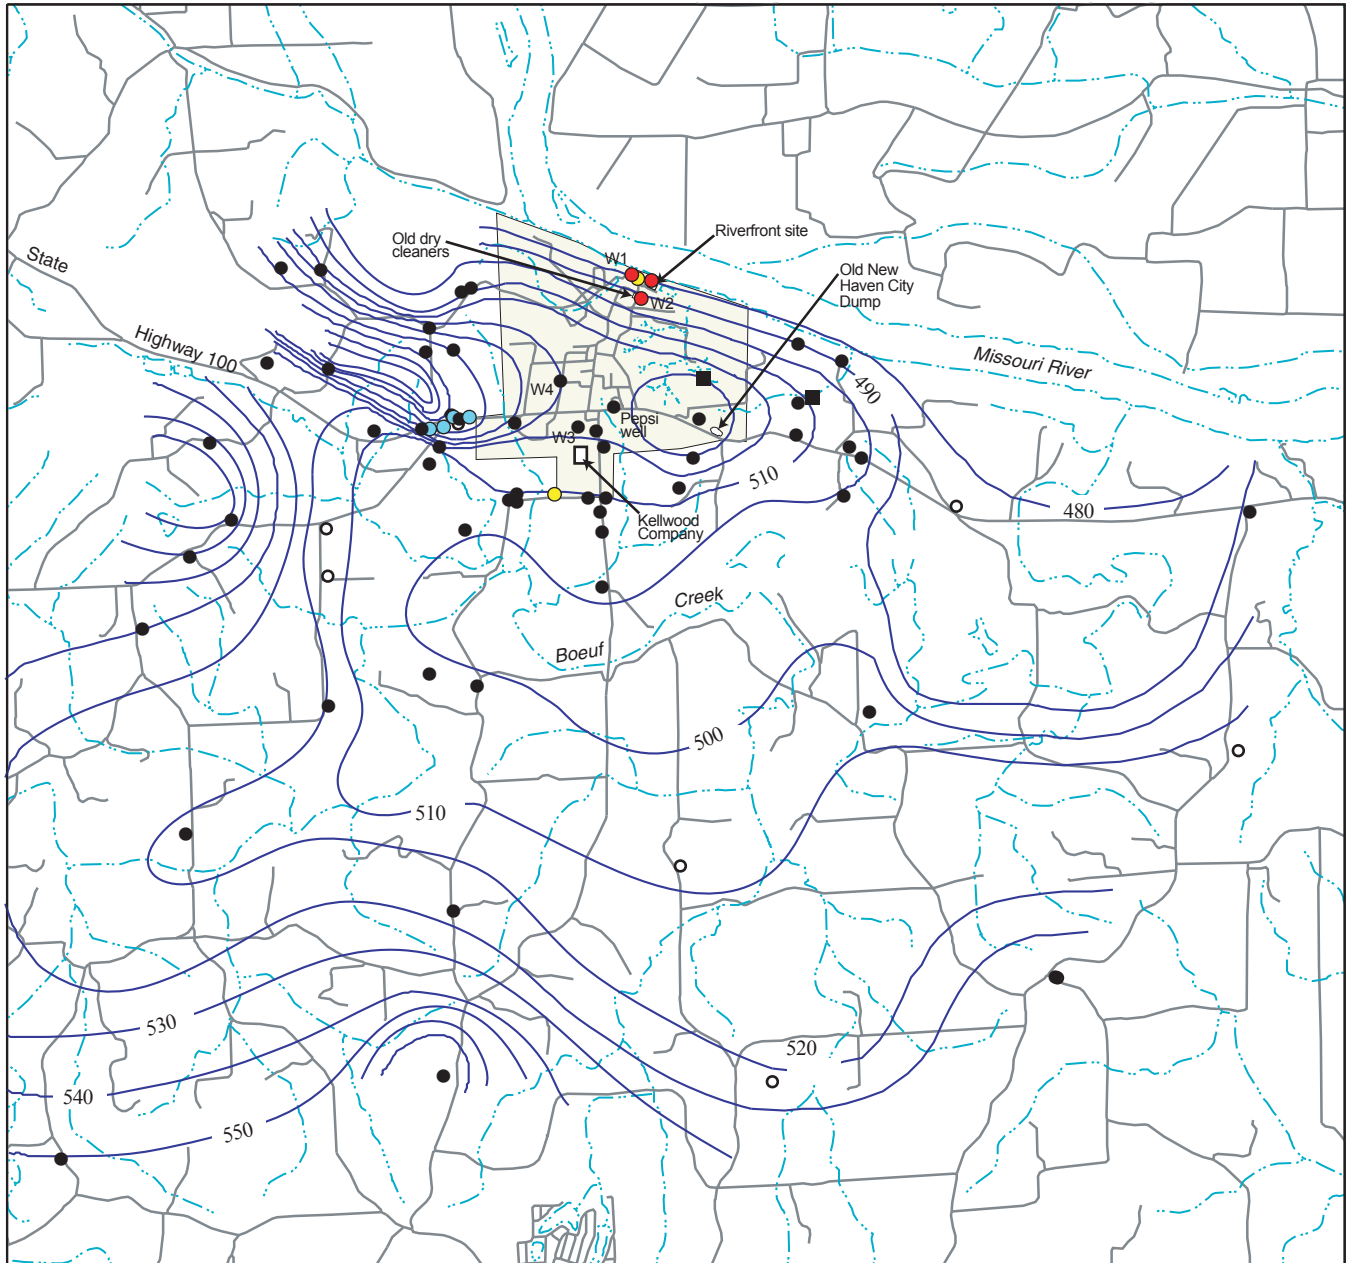 Riverfront site
Old dry
cleaners
W1
W2
Old New
Haven City
Dump
State
Highway 100
Missouri River
490
W4
Pepsi
well
W3
510
480
Kellwood
Company
Creek
Boeuf
500
510
530
520
540
550